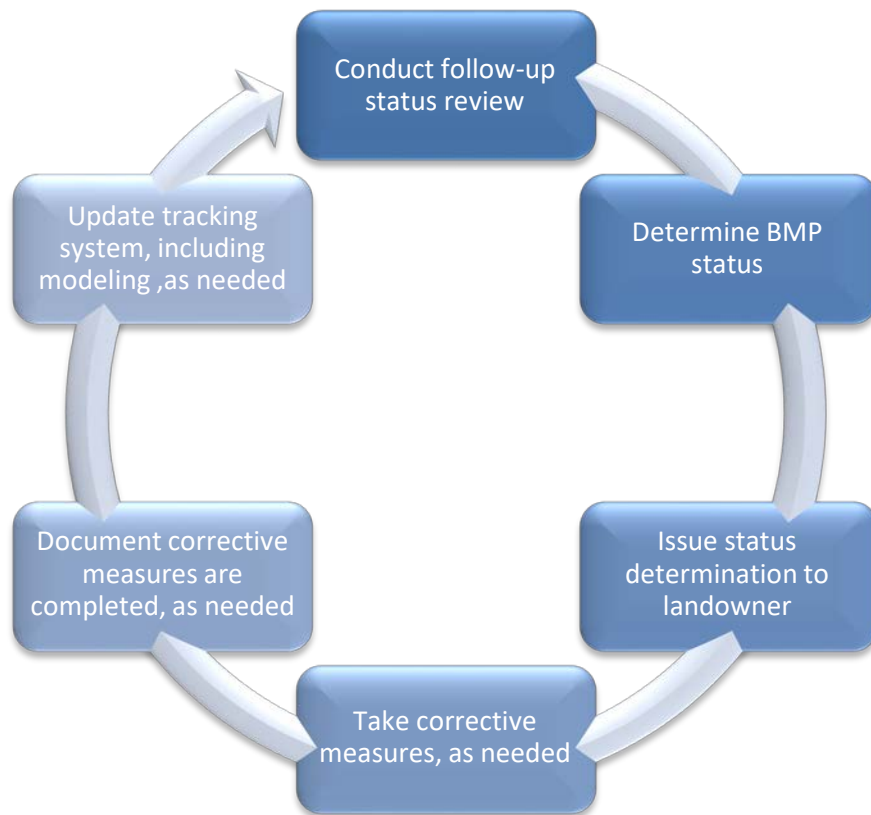 Conduct follow-up
status review
Determine BMP
status
Issue status
determination to
landowner
Take corrective
measures, as needed
Document corrective
measures are
completed, as needed
Update tracking
system, including
modeling ,as needed